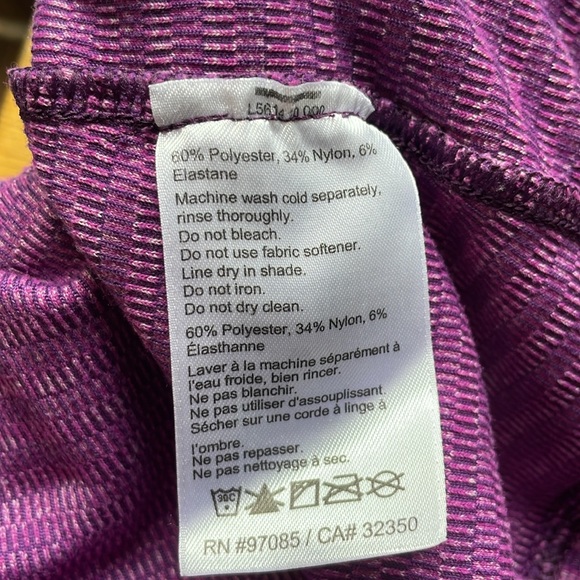 60% Polyester, 34% Nylon, 6%
Elastane
Machine wash cold separately,
rinse thoroughly.
Do not bleach.
Do not use fabric softener.
Line dry in shade.
Do not iron.
Do not dry clean.
60% Polyester, 34% Nylon, 6%
Élasthanne
Laver à la machine séparément à
l'eau froide, bien rincer.
Ne pas blanchir.
Ne pas utiliser d'assouplissant
Sécher sur une corde à linge à
l'ombre.
Ne pas repasser.
Ne pas nettoyage à sec.
30C
RN #97085 / CA# 32350